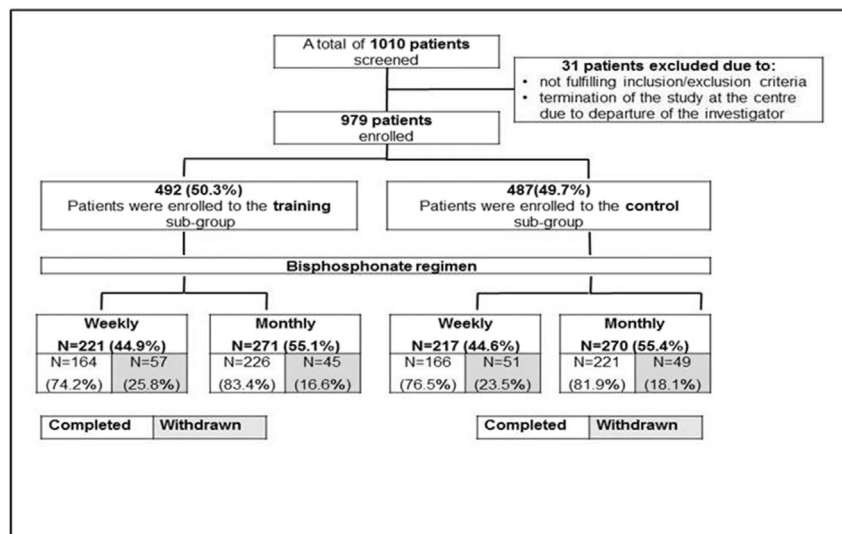 A total of 1010 patients
screened
31 patients excluded due to:
• not fulfilling inclusion/exclusion criteria
• termination of the study at the centre
due to departure of the investigator
979 patients
enrolled
492 (50.3%)
Patients were enrolled to the training
sub-group
487(49.7%)
Patients were enrolled to the control
sub-group
Bisphosphonate regimen
Weekly
N=221 (44.9%)
N=164
(74.2%)
N=57
(25.8%)
Monthly
N=271 (55.1%)
N=226
(83.4%)
N=45
(16.6%)
Weekly
N=217 (44.6%)
N=166
(76.5%)
N=51
(23.5%)
Monthly
N=270 (55.4%)
N=221
(81.9%)
N=49
(18.1%)
Completed
Withdrawn
Completed
Withdrawn